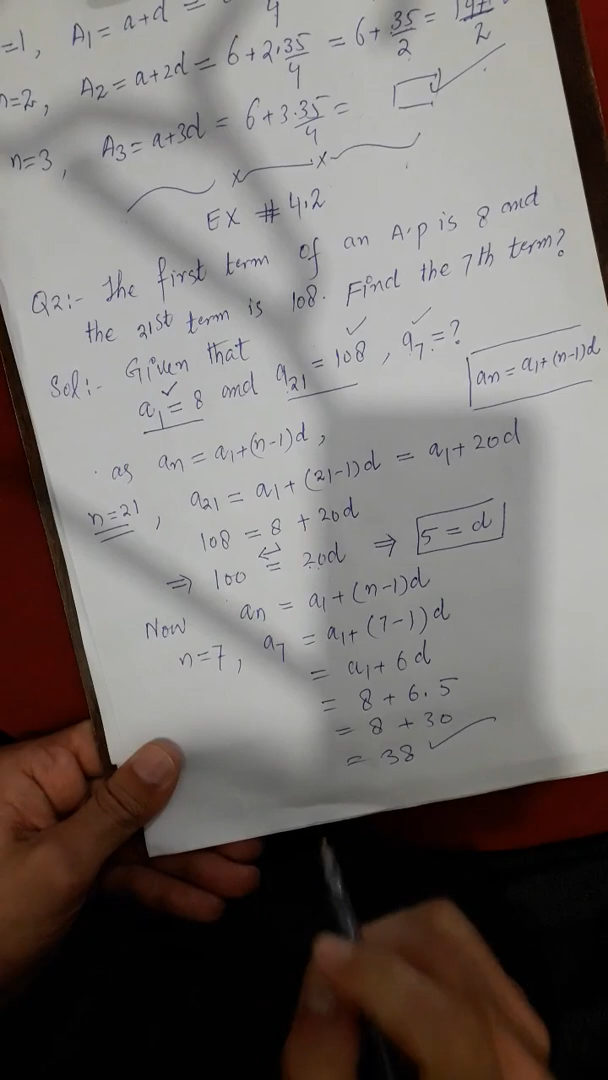 =1, A₁ = a+d =
n=2, A₂ = a+2d = 6+2.35/4 = 6+35/2 =
n=3, A₃ = a+3d = 6+3.35/4 =
x x
EX # 4.2
Q2:- The first term of an A.p is 8 and
the 21st term is 108. Find the 7th term?
Sol:- Given that
a₁ = 8 and a₂₁ = 108, a₇ = ?
an = a₁+(n-1)d
as an = a₁+(n-1)d,
n=21, a₂₁ = a₁+(21-1)d = a₁+20d
108 = 8 + 20d
⇒ 100 = 20d ⇒ 5 = d
Now an = a₁+(n-1)d
n=7, a₇ = a₁+(7-1)d
= a₁+6d
= 8 + 6.5
= 8 + 30
= 38